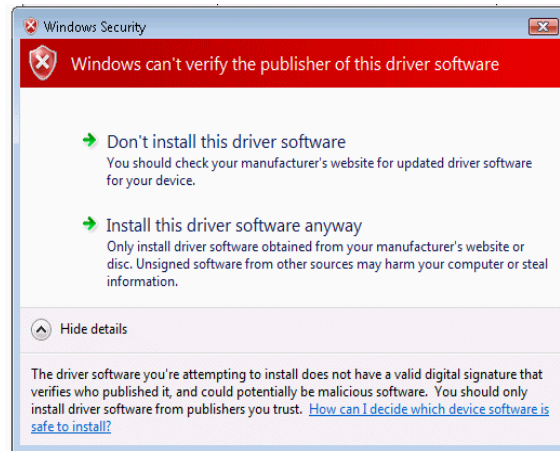 Windows Security
Windows can't verify the publisher of this driver software
Don't install this driver software
You should check your manufacturer's website for updated driver software
for your device.
Install this driver software anyway
Only install driver software obtained from your manufacturer's website or
disc. Unsigned software from other sources may harm your computer or steal
information.
Hide details
The driver software you're attempting to install does not have a valid digital signature that
verifies who published it, and could potentially be malicious software.  You should only
install driver software from publishers you trust.  How can I decide which device software is
safe to install?